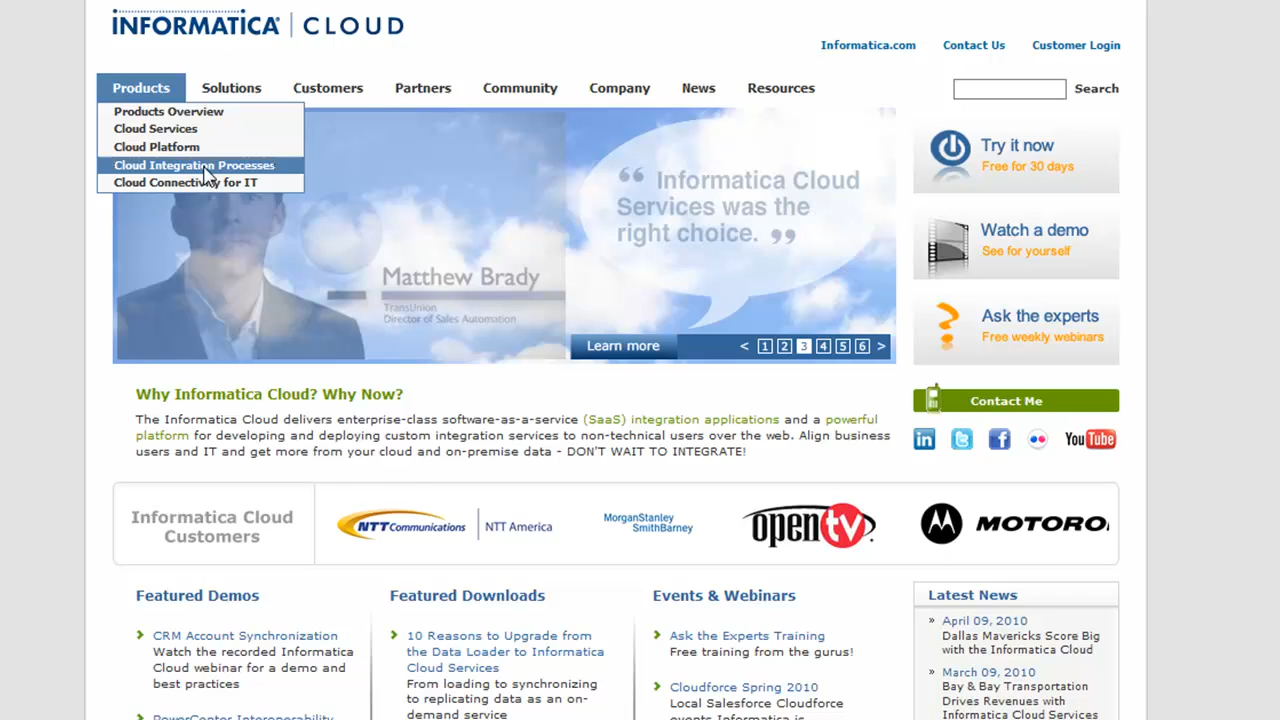 INFORMATICA CLOUD
Informatica.com Contact Us Customer Login
Products Solutions Customers Partners Community Company News Resources
Search
Products Overview
Cloud Services
Cloud Platform
Cloud Integration Processes
Cloud Connectivity for IT
Matthew Brady
TransUnion
Director of Sales Automation
“ Informatica Cloud
Services was the
right choice. ”
Learn more
< 1 2 3 4 5 6 >
Try it now
Free for 30 days
Watch a demo
See for yourself
Ask the experts
Free weekly webinars
Contact Me
in t f YouTube
Why Informatica Cloud? Why Now?
The Informatica Cloud delivers enterprise-class software-as-a-service (SaaS) integration applications and a powerful
platform for developing and deploying custom integration services to non-technical users over the web. Align business
users and IT and get more from your cloud and on-premise data - DON'T WAIT TO INTEGRATE!
Informatica Cloud
Customers
NTT Communications NTT America
MorganStanley
SmithBarney
openTV
MOTORO
Featured Demos
CRM Account Synchronization
Watch the recorded Informatica
Cloud webinar for a demo and
best practices
PowerCenter Interoperability
Featured Downloads
10 Reasons to Upgrade from
the Data Loader to Informatica
Cloud Services
From loading to synchronizing
to replicating data as an on-
demand service
Events & Webinars
Ask the Experts Training
Free training from the gurus!
Cloudforce Spring 2010
Local Salesforce Cloudforce
events Informatica is
Latest News
» April 09, 2010
Dallas Mavericks Score Big
with the Informatica Cloud
» March 09, 2010
Bay & Bay Transportation
Drives Revenues with
Informatica Cloud Services